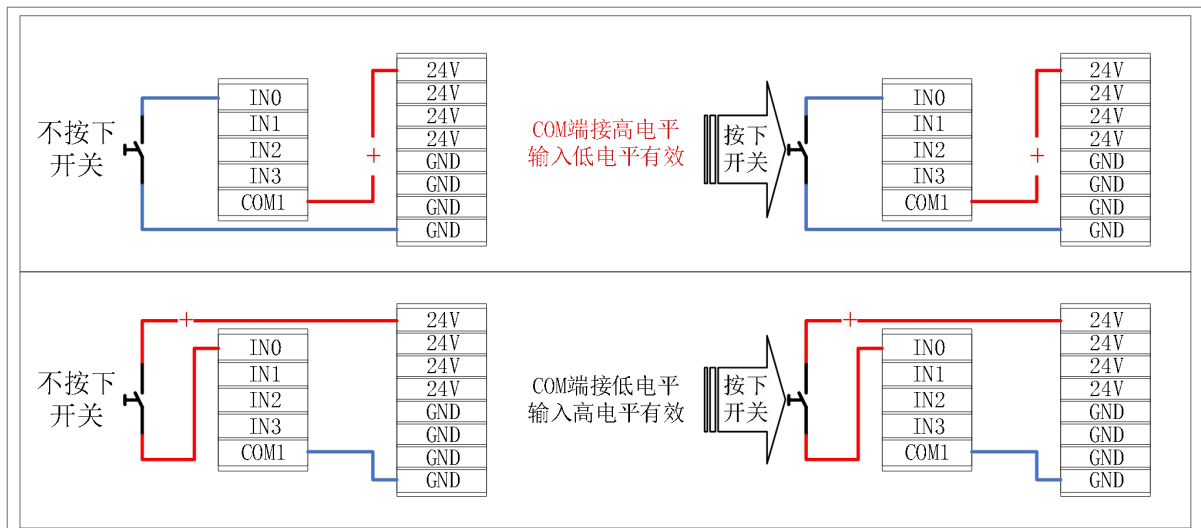 不按下
开关
IN0
IN1
IN2
IN3
COM1
+
24V
24V
24V
24V
GND
GND
GND
GND
COM端接高电平
输入低电平有效
按下
开关
IN0
IN1
IN2
IN3
COM1
+
24V
24V
24V
24V
GND
GND
GND
GND
不按下
开关
+
IN0
IN1
IN2
IN3
COM1
24V
24V
24V
24V
GND
GND
GND
GND
COM端接低电平
输入高电平有效
按下
开关
+
IN0
IN1
IN2
IN3
COM1
24V
24V
24V
24V
GND
GND
GND
GND